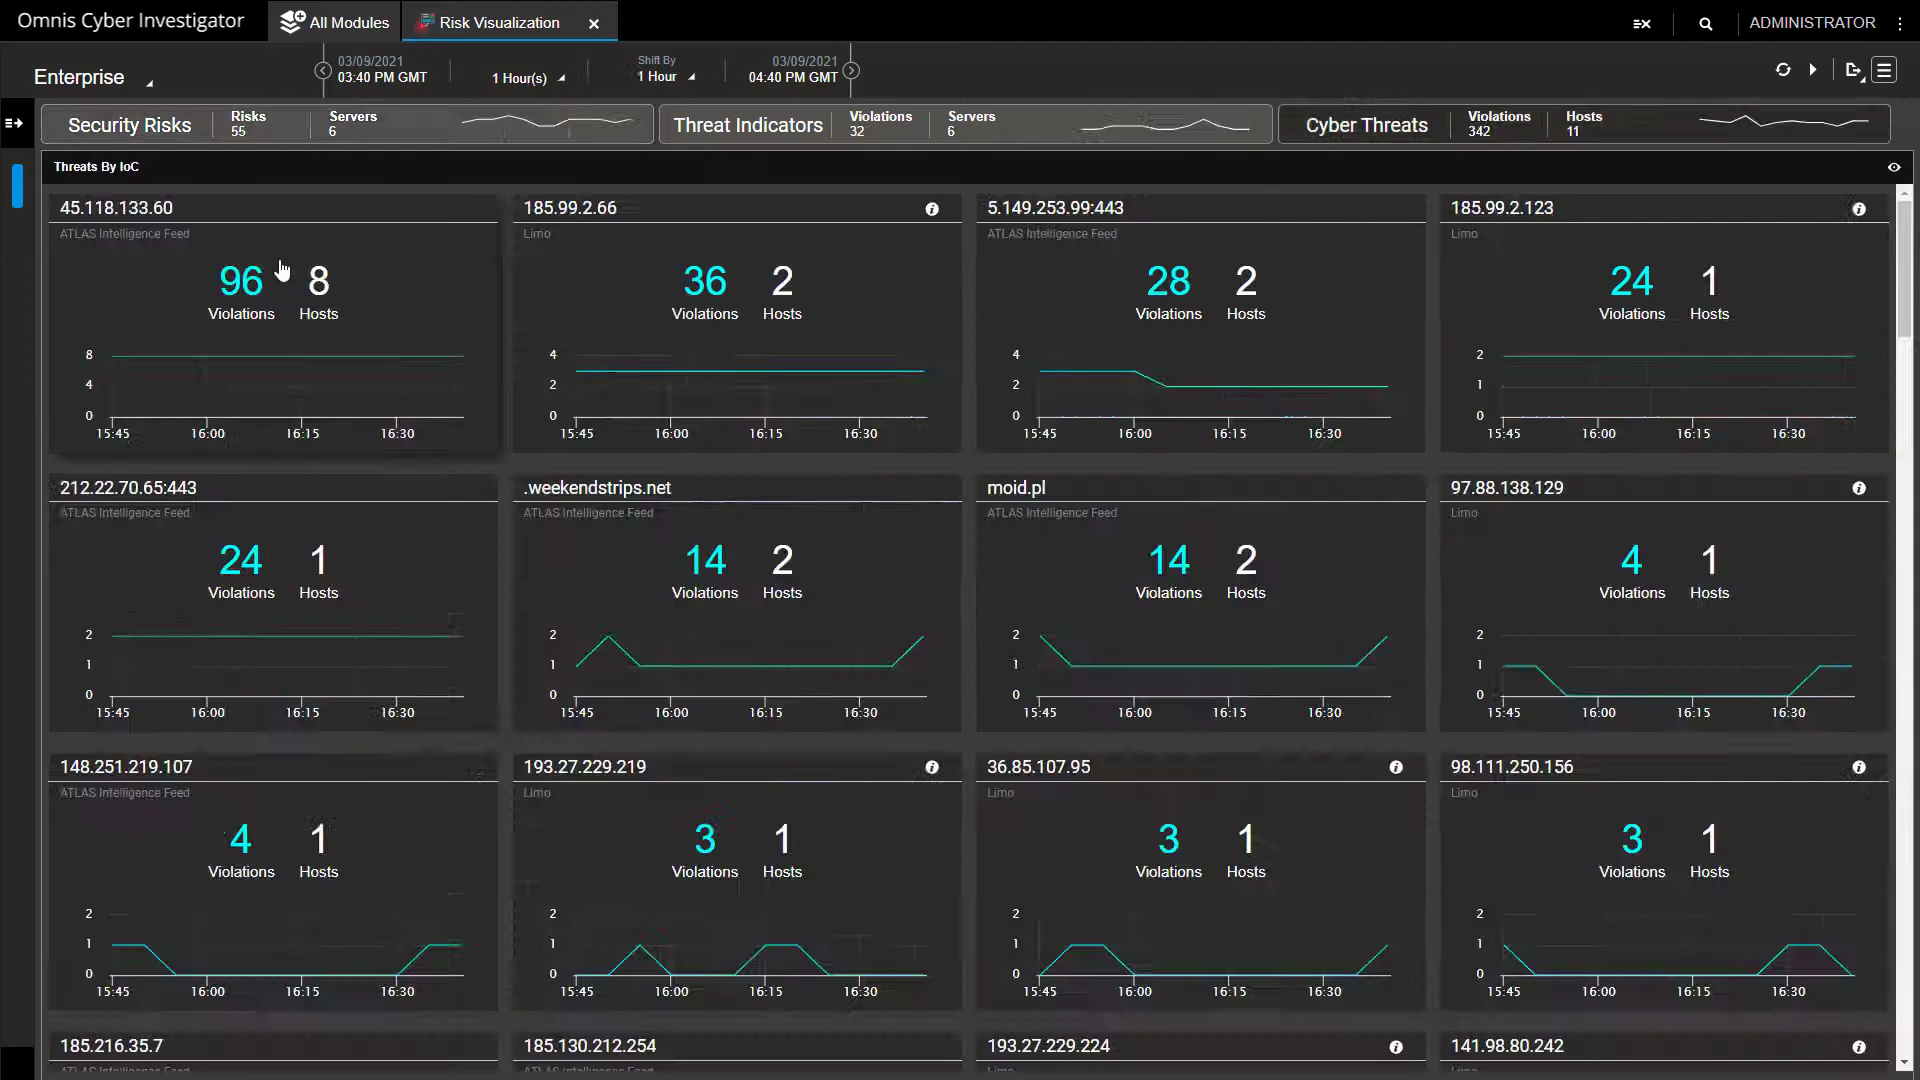 Omnis Cyber Investigator
All Modules
Risk Visualization
ADMINISTRATOR
Enterprise
03/09/2021
03:40 PM GMT
1 Hour(s)
Shift By
1 Hour
03/09/2021
04:40 PM GMT
Security Risks
Risks
55
Servers
6
Threat Indicators
Violations
32
Servers
6
Cyber Threats
Violations
342
Hosts
11
Threats By IoC
45.118.133.60
ATLAS Intelligence Feed
96 8
Violations Hosts
8
4
0
15:45 16:00 16:15 16:30
185.99.2.66
Limo
36 2
Violations Hosts
4
2
0
15:45 16:00 16:15 16:30
5.149.253.99:443
ATLAS Intelligence Feed
28 2
Violations Hosts
4
2
0
15:45 16:00 16:15 16:30
185.99.2.123
Limo
24 1
Violations Hosts
2
1
0
15:45 16:00 16:15 16:30
212.22.70.65:443
ATLAS Intelligence Feed
24 1
Violations Hosts
2
1
0
15:45 16:00 16:15 16:30
.weekendstrips.net
ATLAS Intelligence Feed
14 2
Violations Hosts
2
1
0
15:45 16:00 16:15 16:30
moid.pl
ATLAS Intelligence Feed
14 2
Violations Hosts
2
1
0
15:45 16:00 16:15 16:30
97.88.138.129
Limo
4 1
Violations Hosts
2
1
0
15:45 16:00 16:15 16:30
148.251.219.107
ATLAS Intelligence Feed
4 1
Violations Hosts
2
1
0
15:45 16:00 16:15 16:30
193.27.229.219
Limo
3 1
Violations Hosts
2
1
0
15:45 16:00 16:15 16:30
36.85.107.95
Limo
3 1
Violations Hosts
2
1
0
15:45 16:00 16:15 16:30
98.111.250.156
Limo
3 1
Violations Hosts
2
1
0
15:45 16:00 16:15 16:30
185.216.35.7
185.130.212.254
193.27.229.224
141.98.80.242